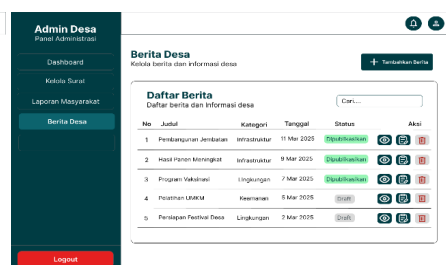 Admin Desa
Panel Administrasi
Dashboard
Kelola Surat
Laporan Masyarakat
Berita Desa
Logout
Berita Desa
Kelola berita dan informasi desa
+ Tambahkan Berita
Daftar Berita
Daftar berita dan Informasi desa
Cari....
No Judul Kategori Tanggal Status Aksi
1 Pembangunan Jembatan Infrastruktur 11 Mar 2025 Dipublikasikan
2 Hasil Panen Meningkat Infrastruktur 9 Mar 2025 Dipublikasikan
3 Program Vaksinasi Lingkungan 7 Mar 2025 Dipublikasikan
4 Pelatihan UMKM Keamanan 5 Mar 2025 Draft
5 Persiapan Festival Desa Lingkungan 2 Mar 2025 Draft